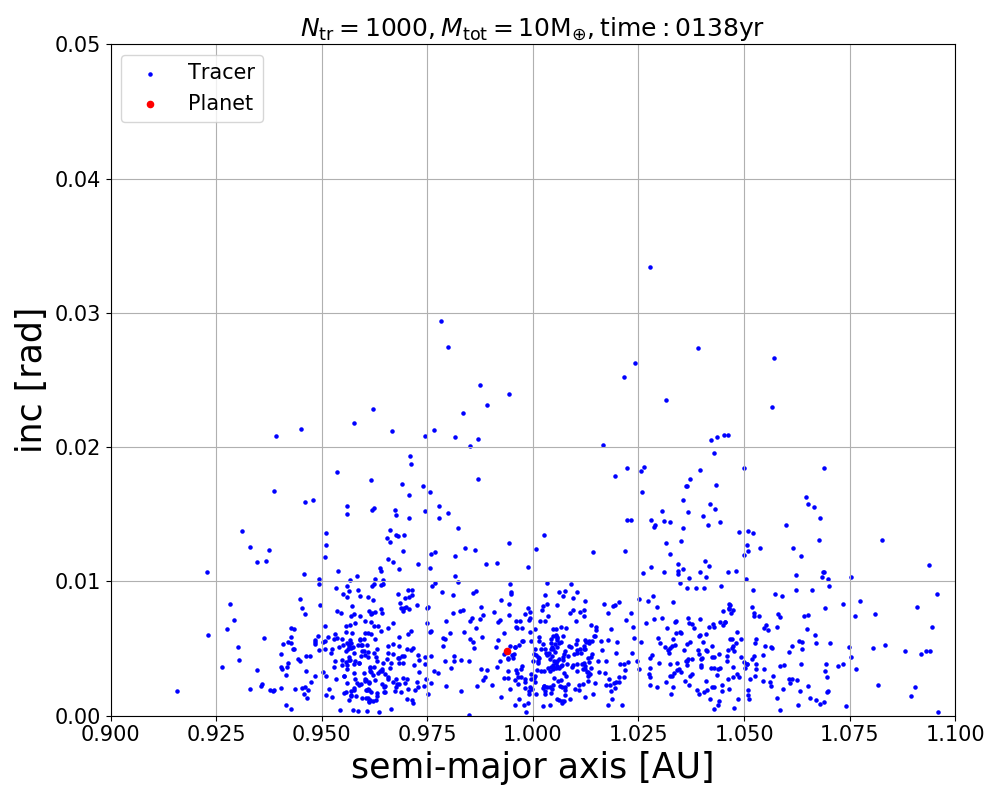 N_tr = 1000, M_tot = 10M_⊕, time : 0138yr
Tracer
Planet
inc [rad]
0.05
0.04
0.03
0.02
0.01
0.00
0.900 0.925 0.950 0.975 1.000 1.025 1.050 1.075 1.100
semi-major axis [AU]